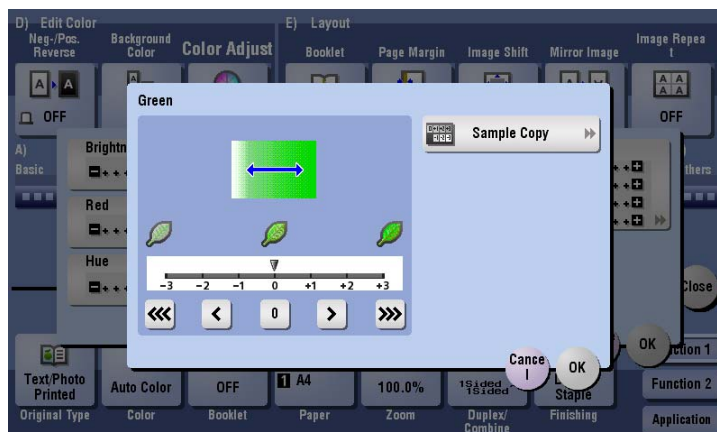 D) Edit Color
E) Layout
Neg-/Pos.
Reverse
Background
Color
Color Adjust
Booklet
Page Margin
Image Shift
Mirror Image
Image Repea
t
A A
OFF
A A
A A
OFF
A)
Basic
thers
Brightn
Red
Hue
Green
Sample Copy
-3 -2 -1 0 +1 +2 +3
0
Cance
l
OK
Close
OK
ction 1
Text/Photo
Printed
Auto Color
OFF
1 A4
100.0%
1Sided
1Sided
Staple
Function 2
Original Type
Color
Booklet
Paper
Zoom
Duplex/
Combine
Finishing
Application